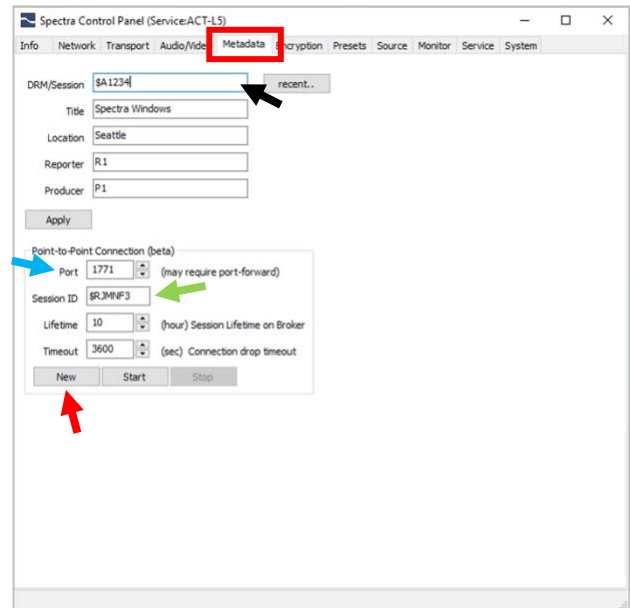 Spectra Control Panel (Service:ACT-L5)
Info Network Transport Audio/Video Metadata Encryption Presets Source Monitor Service System
DRM/Session $A1234 recent..
Title Spectra Windows
Location Seattle
Reporter R1
Producer P1
Apply
Point-to-Point Connection (beta)
Port 1771 (may require port-forward)
Session ID $RJMNF3
Lifetime 10 (hour) Session Lifetime on Broker
Timeout 3600 (sec) Connection drop timeout
New Start Stop